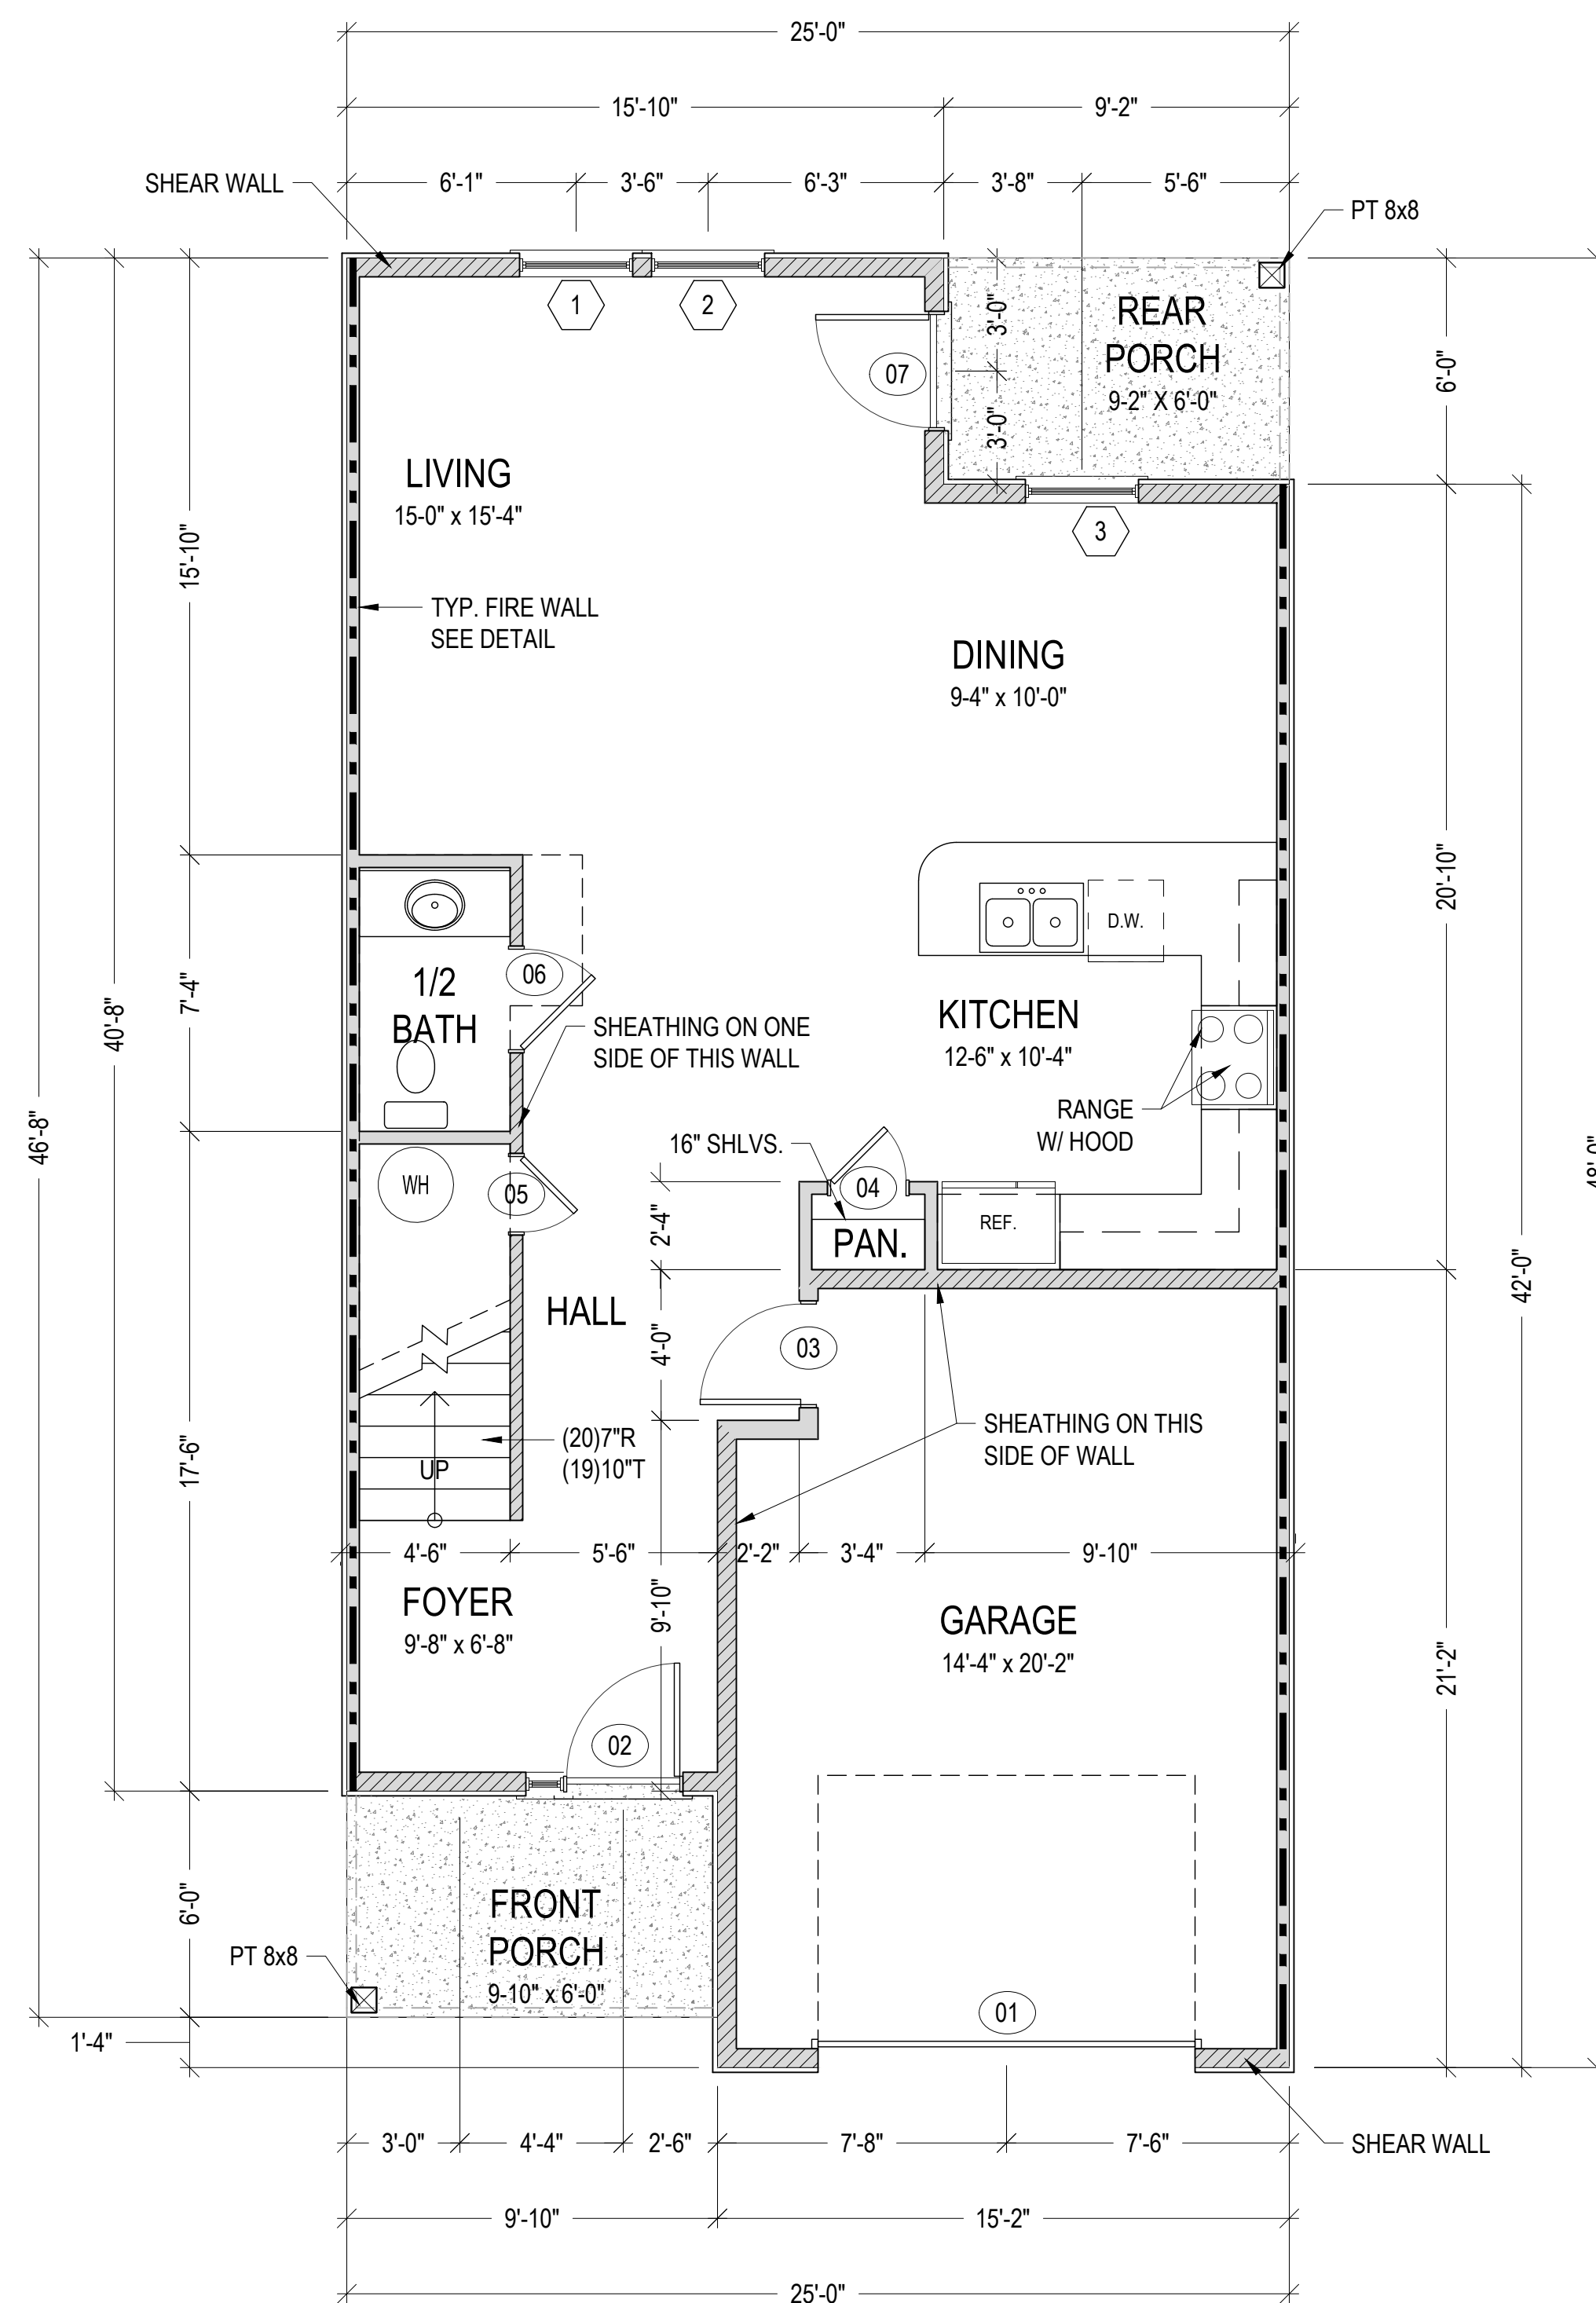 25'-0"
15'-10"
9'-2"
SHEAR WALL
6'-1"
3'-6"
6'-3"
3'-8"
5'-6"
PT 8x8
1
2
07
3'-0"
3'-0"
REAR
PORCH
9-2" X 6'-0"
6'-0"
LIVING
15-0" x 15'-4"
3
15'-10"
TYP. FIRE WALL
SEE DETAIL
DINING
9-4" x 10'-0"
20'-10"
D.W.
06
1/2
BATH
7'-4"
40'-8"
46'-8"
SHEATHING ON ONE
SIDE OF THIS WALL
KITCHEN
12-6" x 10'-4"
RANGE
W/ HOOD
16" SHLVS.
WH
05
04
2'-4"
PAN.
REF.
48'-0"
42'-0"
HALL
4'-0"
03
17'-6"
(20)7"R
(19)10"T
UP
SHEATHING ON THIS
SIDE OF WALL
4'-6"
5'-6"
2'-2"
3'-4"
9'-10"
FOYER
9'-8" x 6'-8"
9'-10"
GARAGE
14'-4" x 20'-2"
21'-2"
02
6'-0"
FRONT
PORCH
9-10" x 6'-0"
PT 8x8
01
1'-4"
3'-0"
4'-4"
2'-6"
7'-8"
7'-6"
SHEAR WALL
9'-10"
15'-2"
25'-0"